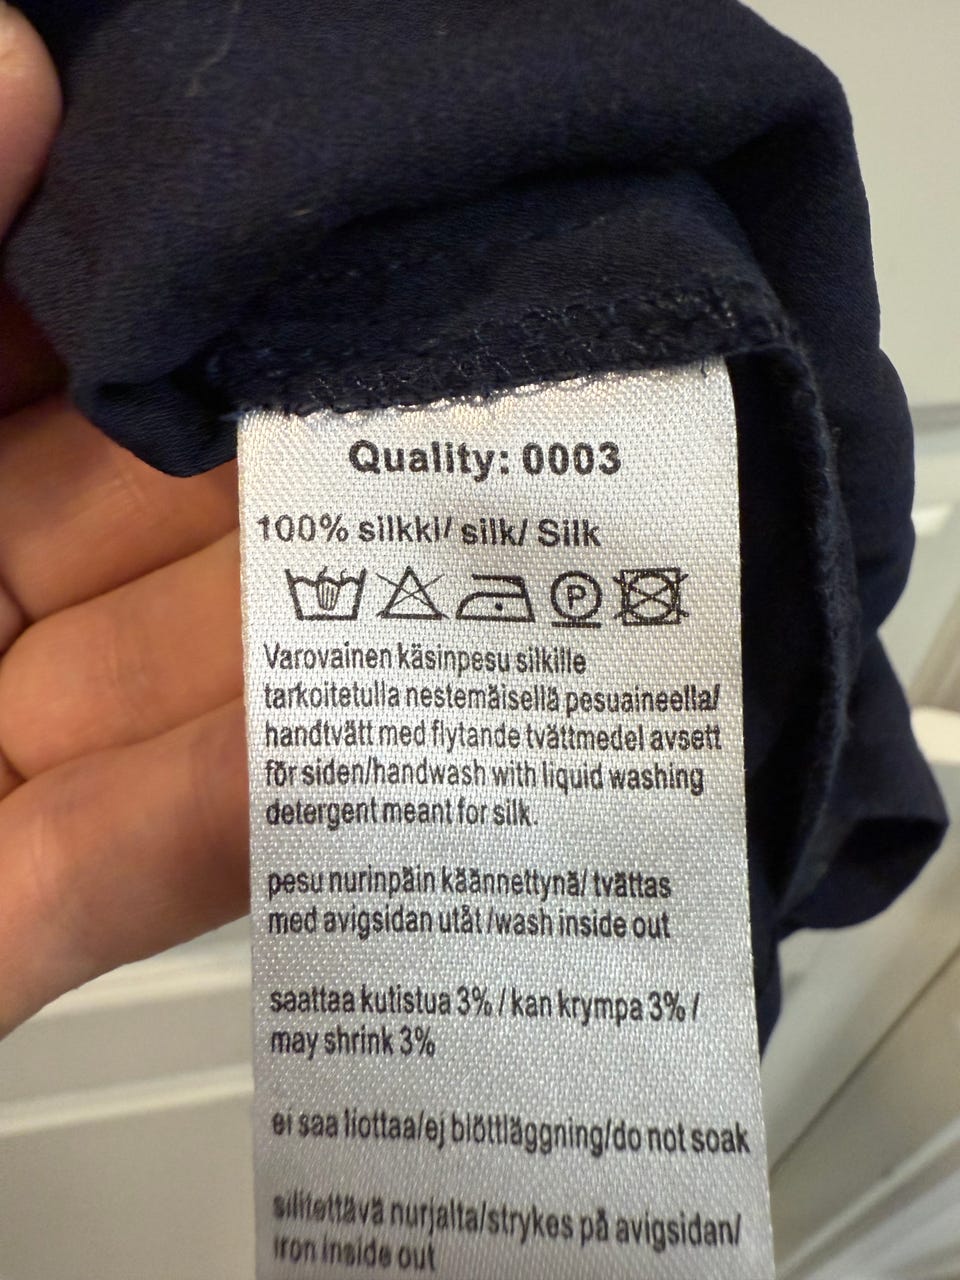 Quality: 0003
100% silkki/ silk/ Silk
P
Varovainen käsinpesu silkille
tarkoitetulla nestemäisellä pesuaineella/
handtvätt med flytande tvättmedel avsett
för siden/handwash with liquid washing
detergent meant for silk.
pesu nurinpäin käännettynä/ tvättas
med avigsidan utåt /wash inside out
saattaa kutistua 3% / kan krympa 3% /
may shrink 3%
ei saa liottaa/ej blöttläggning/do not soak
silitettävä nurjalta/strykes på avigsidan/
iron inside out